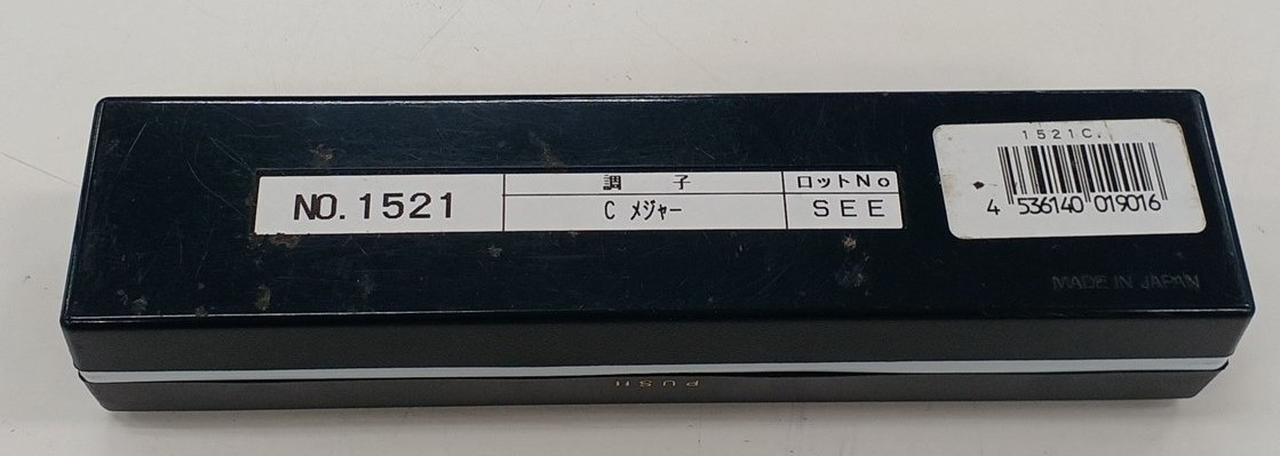 NO.1521
調 子
C メジャー
ロットNo
SEE
1521C.
4 536140 019016
MADE IN JAPAN
PUSH